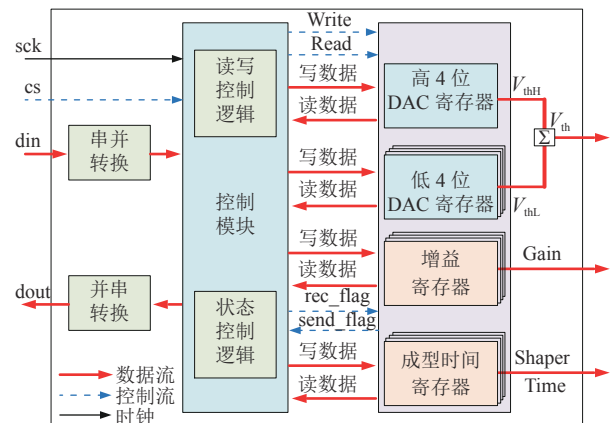 Write
sck
Read
读写
控制
逻辑
写数据
高 4 位
DAC 寄存器
读数据
VthH
cs
Vth
Σ
din
串并
转换
写数据
低 4 位
DAC 寄存器
读数据
VthL
控制
模块
写数据
增益
寄存器
Gain
读数据
dout
并串
转换
rec_flag
状态
控制
逻辑
send_flag
写数据
成型时间
寄存器
Shaper
Time
读数据
数据流
控制流
时钟